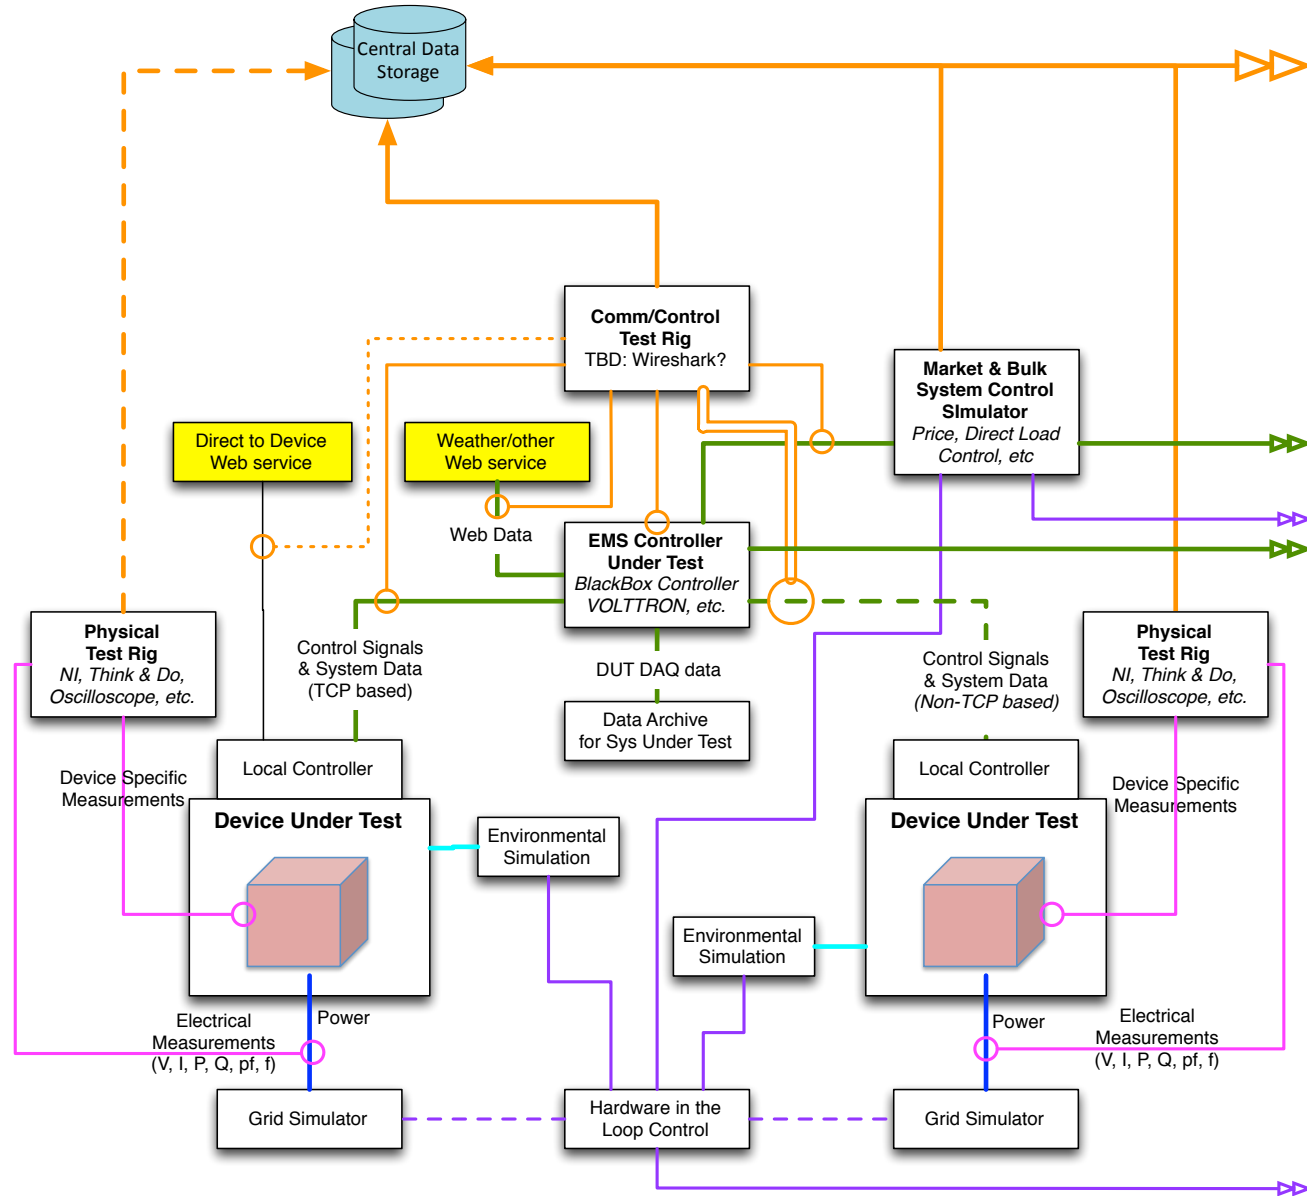 Central Data
Storage
Comm/Control
Test Rig
TBD: Wireshark?
Market & Bulk
System Control
SImulator
Price, Direct Load
Control, etc
Direct to Device
Web service
Weather/other
Web service
Web Data
EMS Controller
Under Test
BlackBox Controller
VOLTTRON, etc.
Physical
Test Rig
NI, Think & Do,
Oscilloscope, etc.
Control Signals
& System Data
(TCP based)
DUT DAQ data
Control Signals
& System Data
(Non-TCP based)
Physical
Test Rig
NI, Think & Do,
Oscilloscope, etc.
Data Archive
for Sys Under Test
Local Controller
Local Controller
Device Specific
Measurements
Device Specific
Measurements
Device Under Test
Device Under Test
Environmental
Simulation
Environmental
Simulation
Power
Electrical
Measurements
(V, I, P, Q, pf, f)
Power
Electrical
Measurements
(V, I, P, Q, pf, f)
Grid Simulator
Hardware in the
Loop Control
Grid Simulator